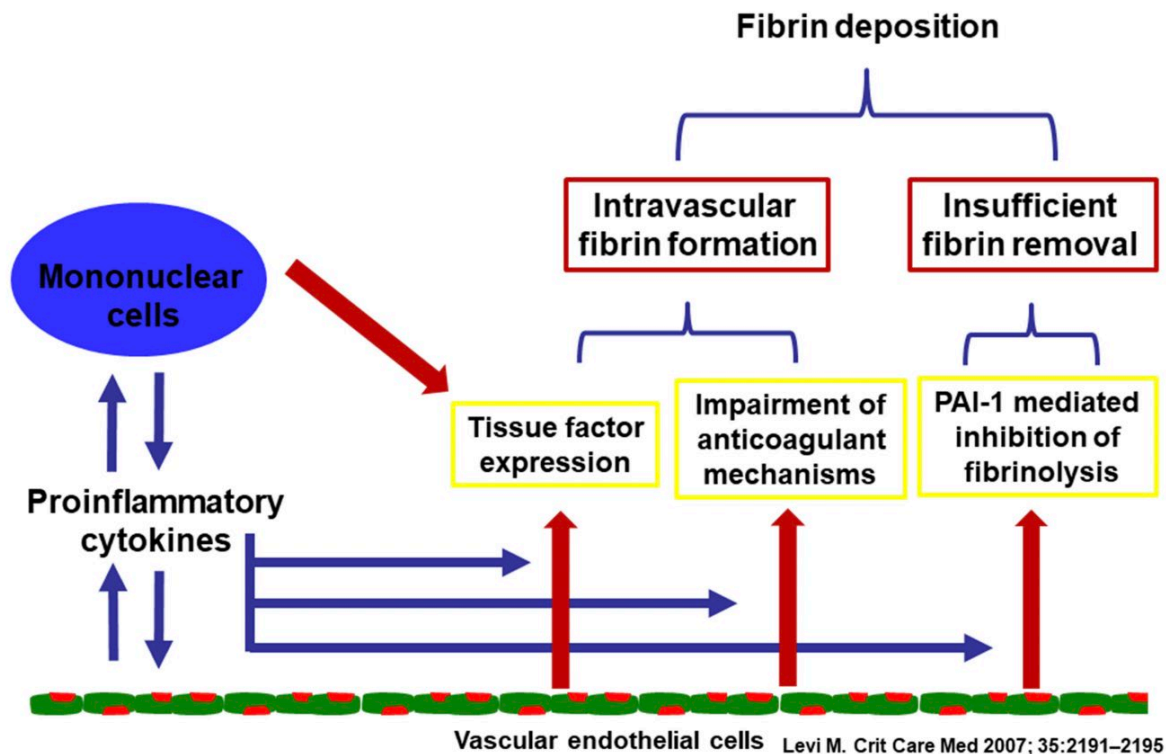 Fibrin deposition
Intravascular
fibrin formation
Insufficient
fibrin removal
Mononuclear
cells
Tissue factor
expression
Impairment of
anticoagulant
mechanisms
PAI-1 mediated
inhibition of
fibrinolysis
Proinflammatory
cytokines
Vascular endothelial cells
Levi M. Crit Care Med 2007; 35:2191–2195